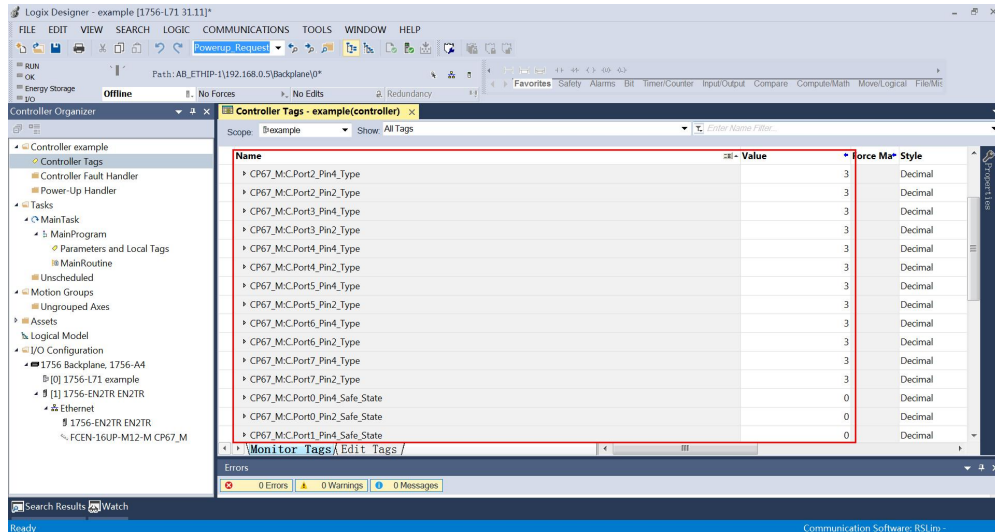 Logix Designer - example [1756-L71 31.11]*
FILE EDIT VIEW SEARCH LOGIC COMMUNICATIONS TOOLS WINDOW HELP
Powerup_Request
RUN
OK
Energy Storage
I/O
Path: AB_ETHIP-1\192.168.0.5\Backplane\0*
Offline No Forces No Edits Redundancy
Favorites Safety Alarms Bit Timer/Counter Input/Output Compare Compute/Math Move/Logical File/Mis
Controller Organizer
Controller Tags - example(controller)
Scope: example Show: All Tags Enter Name Filter...
Controller example
Controller Tags
Controller Fault Handler
Power-Up Handler
Tasks
MainTask
MainProgram
Parameters and Local Tags
MainRoutine
Unscheduled
Motion Groups
Ungrouped Axes
Assets
Logical Model
I/O Configuration
1756 Backplane, 1756-A4
[0] 1756-L71 example
[1] 1756-EN2TR EN2TR
Ethernet
1756-EN2TR EN2TR
FCEN-16UP-M12-M CP67_M
Name Value Force Ma Style
CP67_M:C.Port2_Pin4_Type 3 Decimal
CP67_M:C.Port2_Pin2_Type 3 Decimal
CP67_M:C.Port3_Pin4_Type 3 Decimal
CP67_M:C.Port3_Pin2_Type 3 Decimal
CP67_M:C.Port4_Pin4_Type 3 Decimal
CP67_M:C.Port4_Pin2_Type 3 Decimal
CP67_M:C.Port5_Pin4_Type 3 Decimal
CP67_M:C.Port5_Pin2_Type 3 Decimal
CP67_M:C.Port6_Pin4_Type 3 Decimal
CP67_M:C.Port6_Pin2_Type 3 Decimal
CP67_M:C.Port7_Pin4_Type 3 Decimal
CP67_M:C.Port7_Pin2_Type 3 Decimal
CP67_M:C.Port0_Pin4_Safe_State 0 Decimal
CP67_M:C.Port0_Pin2_Safe_State 0 Decimal
CP67_M:C.Port1_Pin4_Safe_State 0 Decimal
Properties
Monitor Tags Edit Tags
Errors
0 Errors 0 Warnings 0 Messages
Search Results Watch
Ready Communication Software: RSLinx